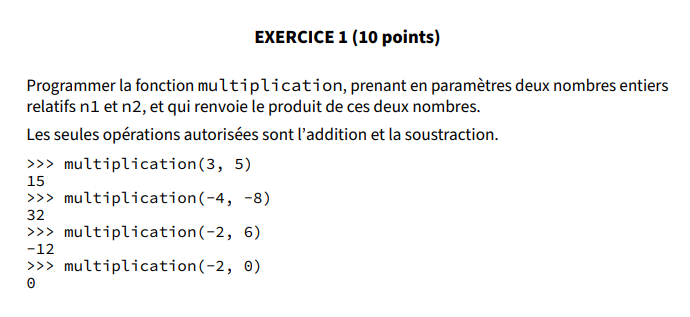 EXERCICE 1 (10 points)
Programmer la fonction multiplication, prenant en paramètres deux nombres entiers
relatifs n1 et n2, et qui renvoie le produit de ces deux nombres.
Les seules opérations autorisées sont l’addition et la soustraction.
>>> multiplication(3, 5)
15
>>> multiplication(-4, -8)
32
>>> multiplication(-2, 6)
-12
>>> multiplication(-2, 0)
0